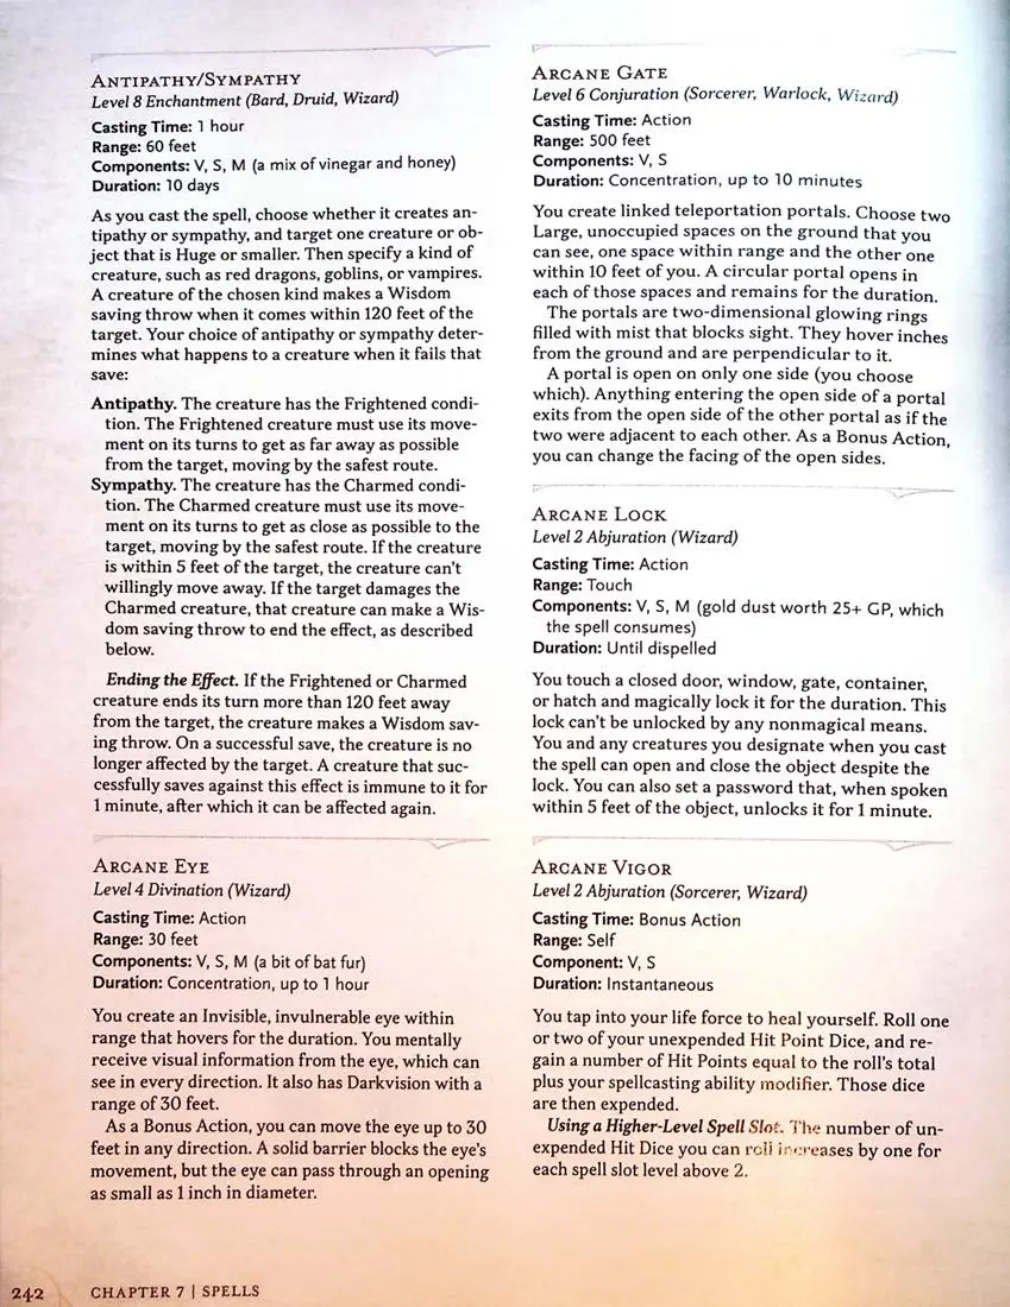 ANTIPATHY/SYMPATHY
Level 8 Enchantment (Bard, Druid, Wizard)
Casting Time: 1 hour
Range: 60 feet
Components: V, S, M (a mix of vinegar and honey)
Duration: 10 days
As you cast the spell, choose whether it creates an-
tipathy or sympathy, and target one creature or ob-
ject that is Huge or smaller. Then specify a kind of
creature, such as red dragons, goblins, or vampires.
A creature of the chosen kind makes a Wisdom
saving throw when it comes within 120 feet of the
target. Your choice of antipathy or sympathy deter-
mines what happens to a creature when it fails that
save:
Antipathy. The creature has the Frightened condi-
tion. The Frightened creature must use its move-
ment on its turns to get as far away as possible
from the target, moving by the safest route.
Sympathy. The creature has the Charmed condi-
tion. The Charmed creature must use its move-
ment on its turns to get as close as possible to the
target, moving by the safest route. If the creature
is within 5 feet of the target, the creature can't
willingly move away. If the target damages the
Charmed creature, that creature can make a Wis-
dom saving throw to end the effect, as described
below.
Ending the Effect. If the Frightened or Charmed
creature ends its turn more than 120 feet away
from the target, the creature makes a Wisdom sav-
ing throw. On a successful save, the creature is no
longer affected by the target. A creature that suc-
cessfully saves against this effect is immune to it for
1 minute, after which it can be affected again.
ARCANE EYE
Level 4 Divination (Wizard)
Casting Time: Action
Range: 30 feet
Components: V, S, M (a bit of bat fur)
Duration: Concentration, up to 1 hour
You create an Invisible, invulnerable eye within
range that hovers for the duration. You mentally
receive visual information from the eye, which can
see in every direction. It also has Darkvision with a
range of 30 feet.
As a Bonus Action, you can move the eye up to 30
feet in any direction. A solid barrier blocks the eye's
movement, but the eye can pass through an opening
as small as 1 inch in diameter.
ARCANE GATE
Level 6 Conjuration (Sorcerer, Warlock, Wizard)
Casting Time: Action
Range: 500 feet
Components: V, S
Duration: Concentration, up to 10 minutes
You create linked teleportation portals. Choose two
Large, unoccupied spaces on the ground that you
can see, one space within range and the other one
within 10 feet of you. A circular portal opens in
each of those spaces and remains for the duration.
The portals are two-dimensional glowing rings
filled with mist that blocks sight. They hover inches
from the ground and are perpendicular to it.
A portal is open on only one side (you choose
which). Anything entering the open side of a portal
exits from the open side of the other portal as if the
two were adjacent to each other. As a Bonus Action,
you can change the facing of the open sides.
ARCANE LOCK
Level 2 Abjuration (Wizard)
Casting Time: Action
Range: Touch
Components: V, S, M (gold dust worth 25+ GP, which
the spell consumes)
Duration: Until dispelled
You touch a closed door, window, gate, container,
or hatch and magically lock it for the duration. This
lock can't be unlocked by any nonmagical means.
You and any creatures you designate when you cast
the spell can open and close the object despite the
lock. You can also set a password that, when spoken
within 5 feet of the object, unlocks it for 1 minute.
ARCANE VIGOR
Level 2 Abjuration (Sorcerer, Wizard)
Casting Time: Bonus Action
Range: Self
Component: V, S
Duration: Instantaneous
You tap into your life force to heal yourself. Roll one
or two of your unexpended Hit Point Dice, and re-
gain a number of Hit Points equal to the roll's total
plus your spellcasting ability modifier. Those dice
are then expended.
Using a Higher-Level Spell Slot. The number of un-
expended Hit Dice you can roll increases by one for
each spell slot level above 2.
242 CHAPTER 7 | SPELLS